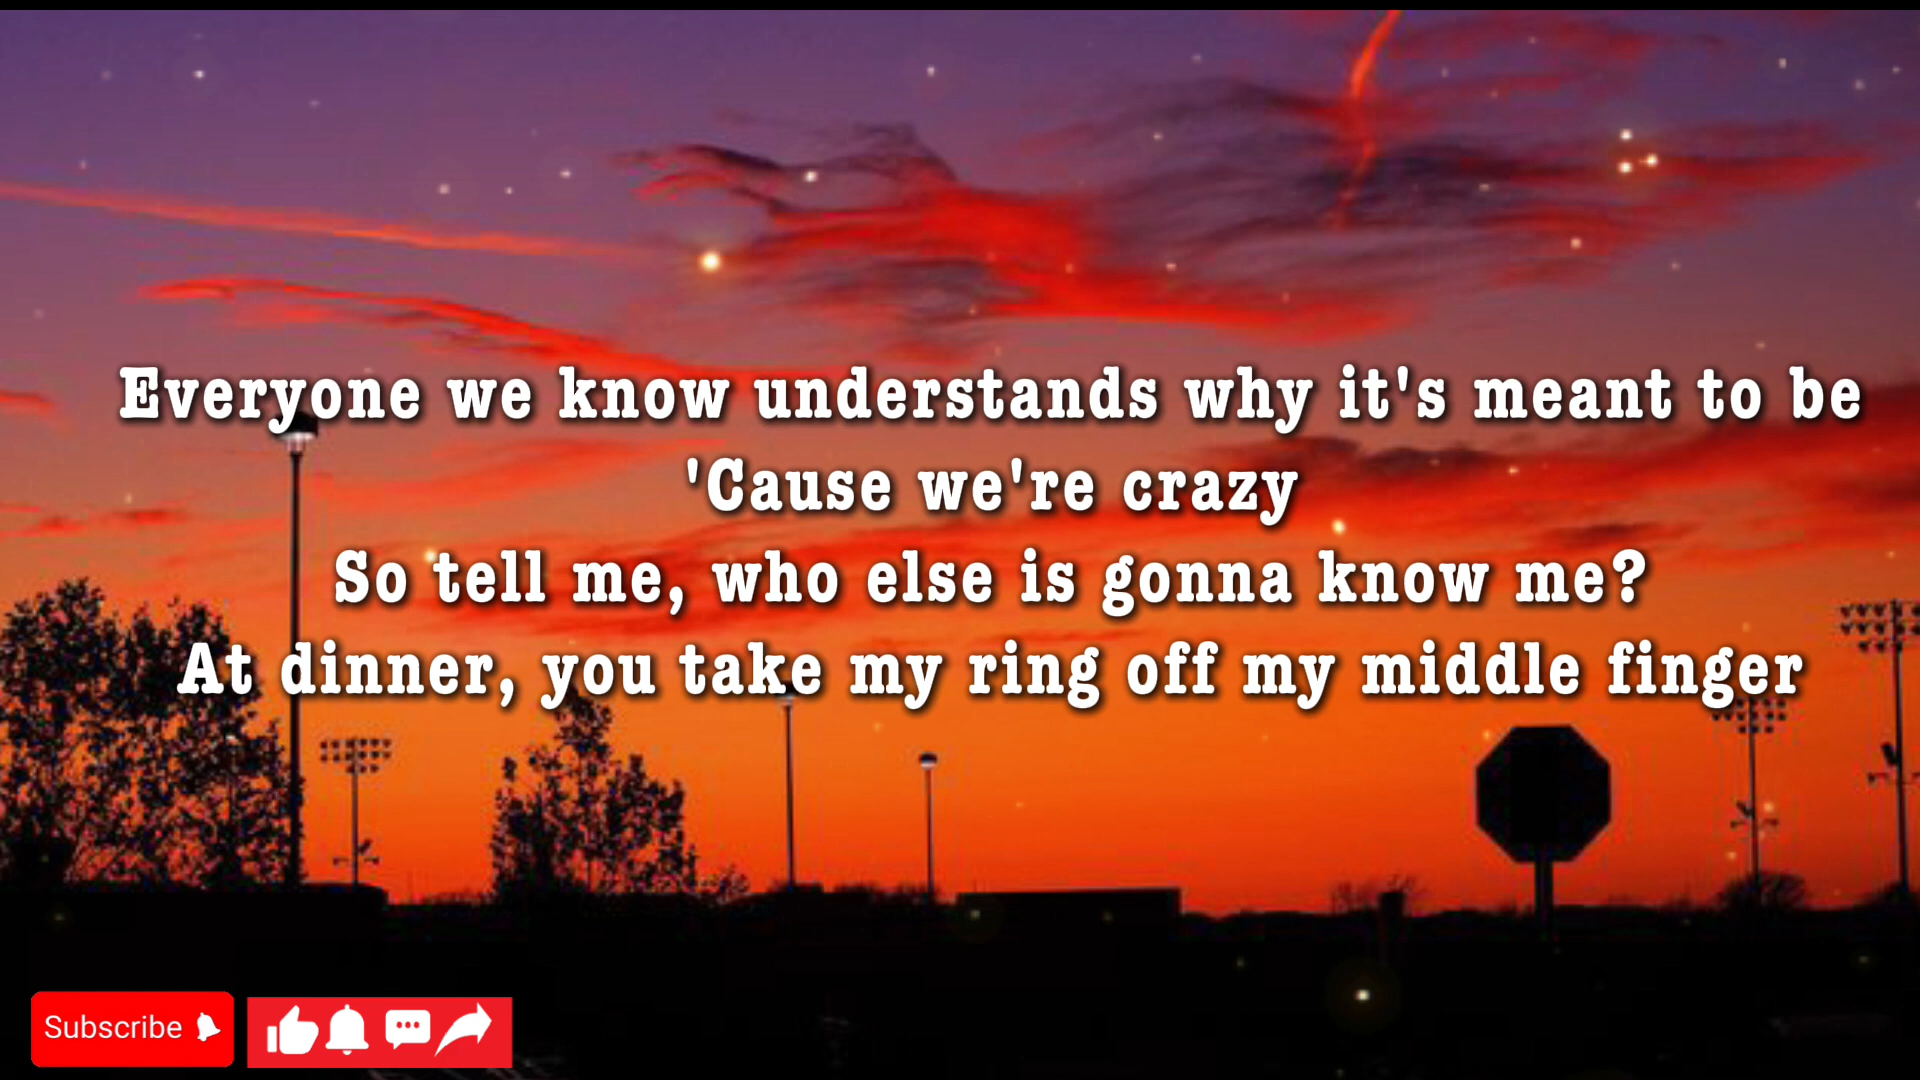 Everyone we know understands why it's meant to be
'Cause we're crazy
So tell me, who else is gonna know me?
At dinner, you take my ring off my middle finger
Subscribe